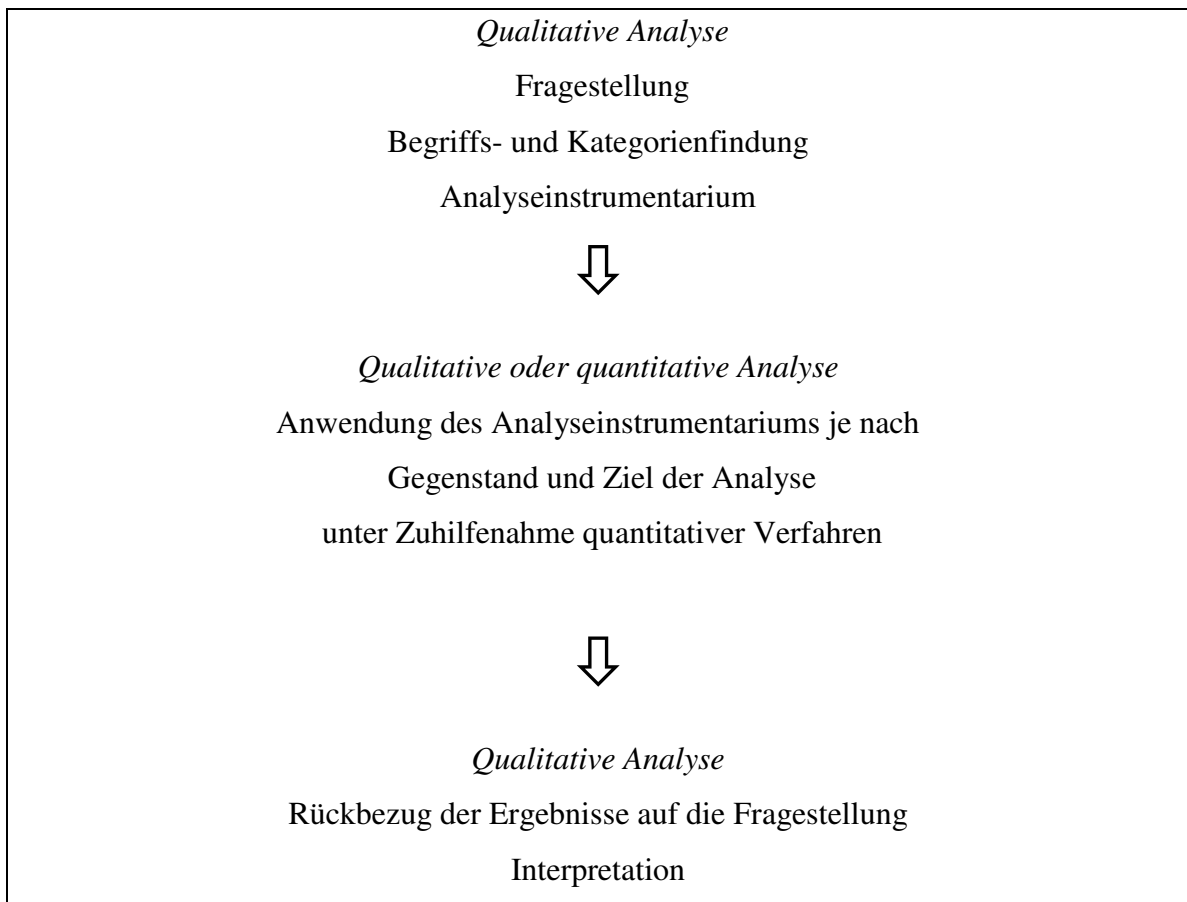 Qualitative Analyse
Fragestellung
Begriffs- und Kategorienfindung
Analyseinstrumentarium
Qualitative oder quantitative Analyse
Anwendung des Analyseinstrumentariums je nach
Gegenstand und Ziel der Analyse
unter Zuhilfenahme quantitativer Verfahren
Qualitative Analyse
Rückbezug der Ergebnisse auf die Fragestellung
Interpretation